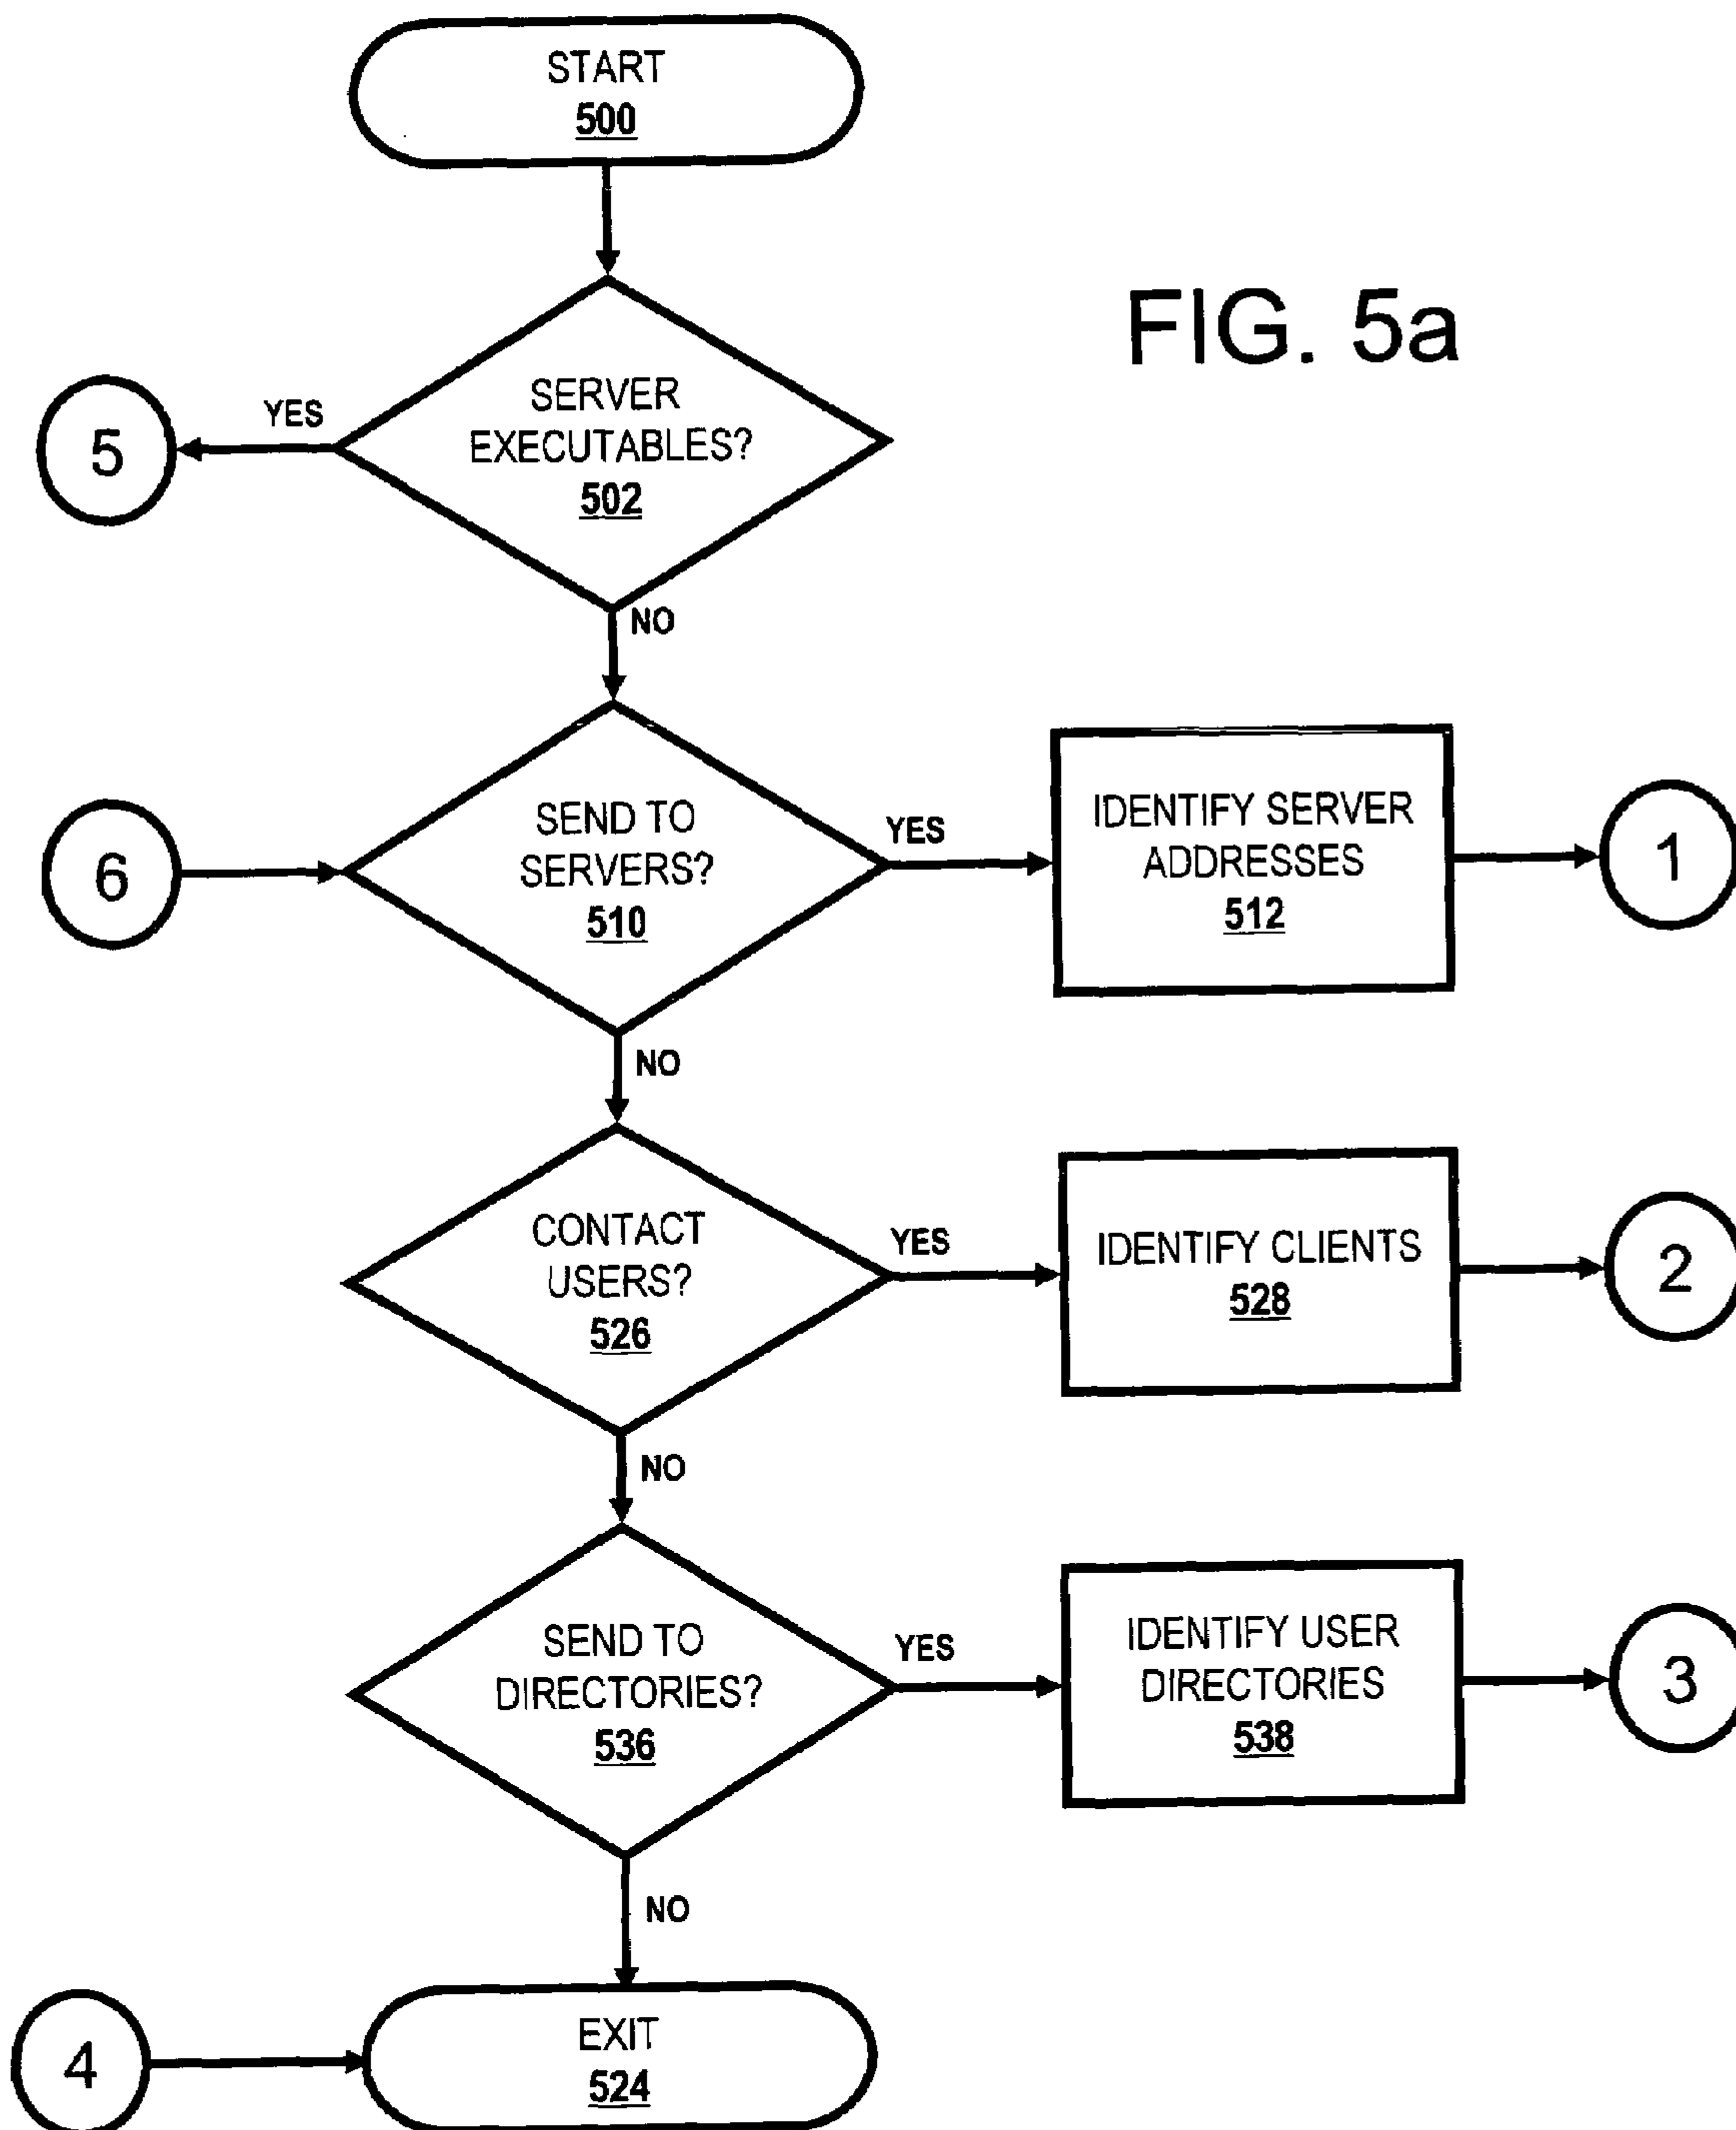 START
500
FIG. 5a
SERVER
EXECUTABLES?
502
YES
5
NO
SEND TO
SERVERS?
510
6
YES
IDENTIFY SERVER
ADDRESSES
512
1
NO
CONTACT
USERS?
526
YES
IDENTIFY CLIENTS
528
2
NO
SEND TO
DIRECTORIES?
536
YES
IDENTIFY USER
DIRECTORIES
538
3
NO
4
EXIT
524